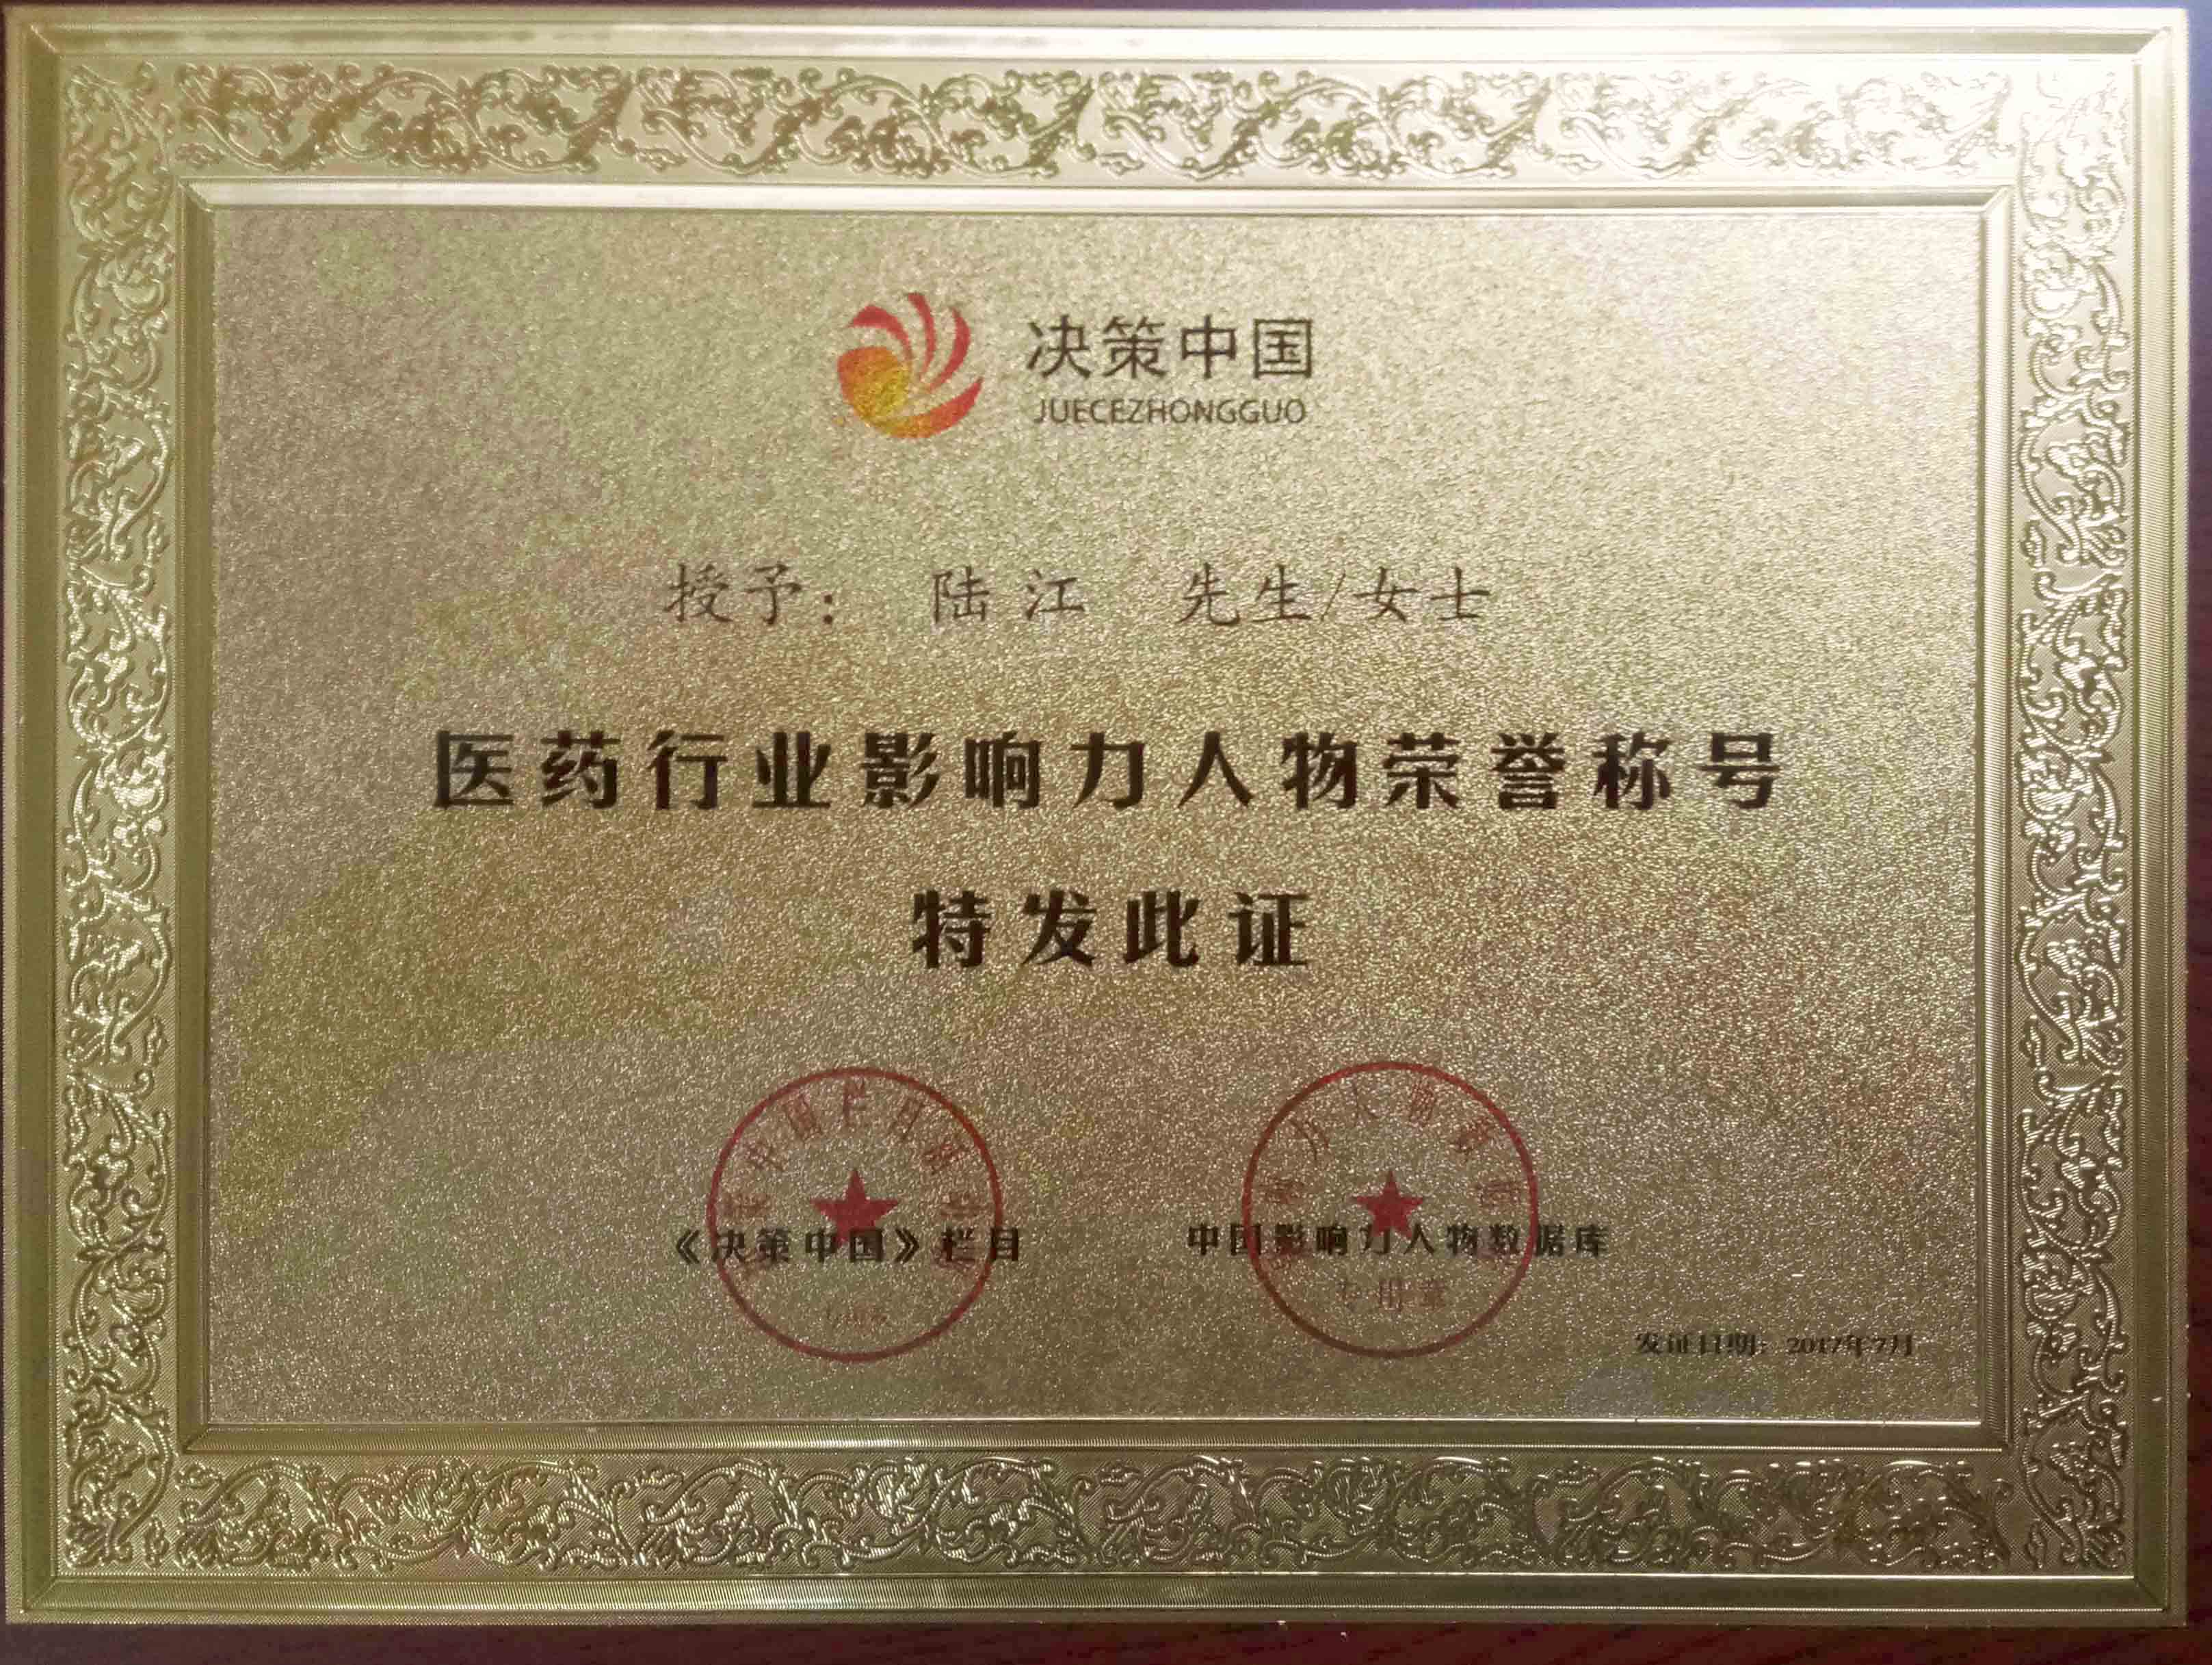 决策中国
JUECEZHONGGUO
授予： 陆江 先生/女士
医药行业影响力人物荣誉称号
特发此证
《决策中国》栏目
中国影响力人物数据库
专用章
发证日期：2017年7月